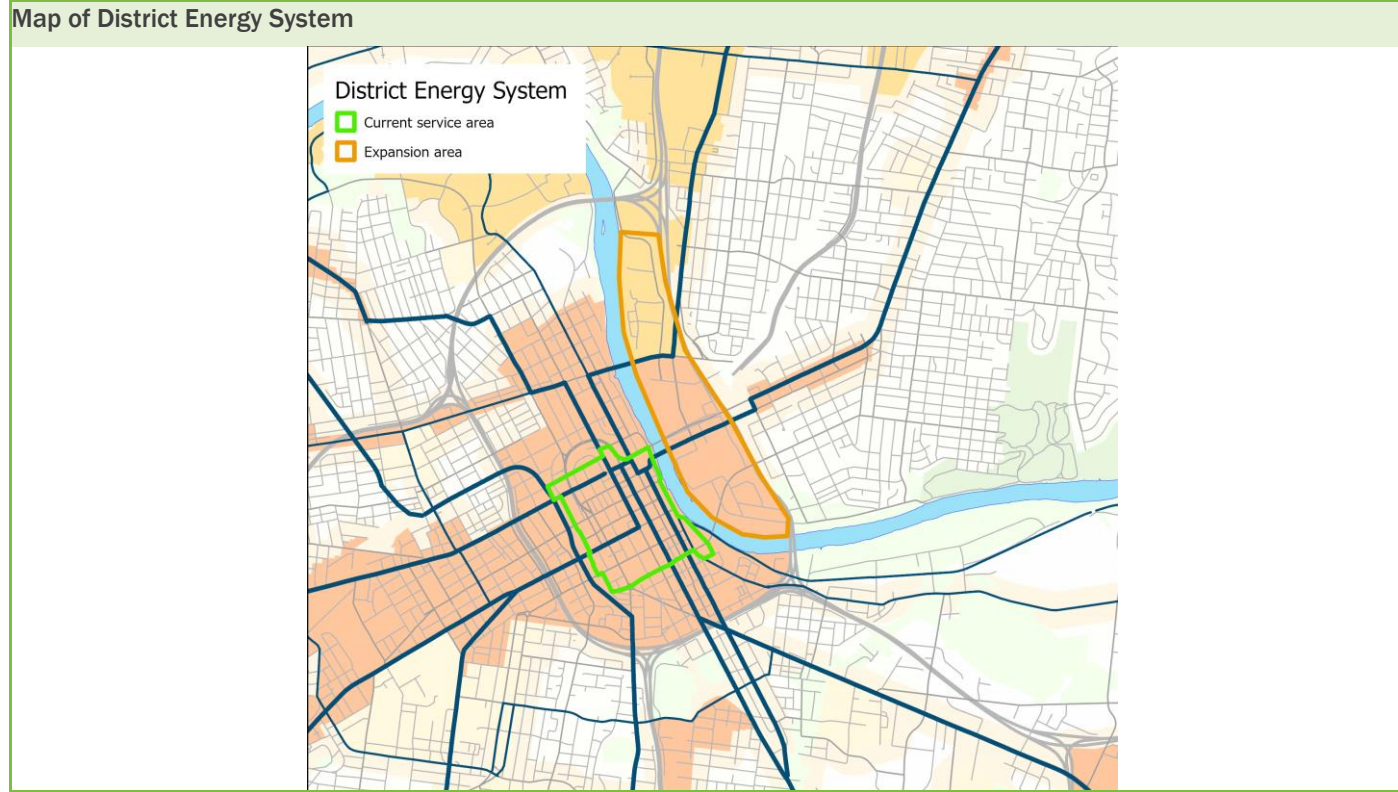 Map of District Energy System
District Energy System
Current service area
Expansion area